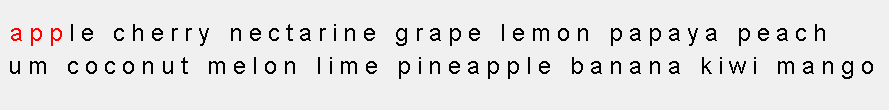 apple cherry nectarine grape lemon papaya peach
um coconut melon lime pineapple banana kiwi mango